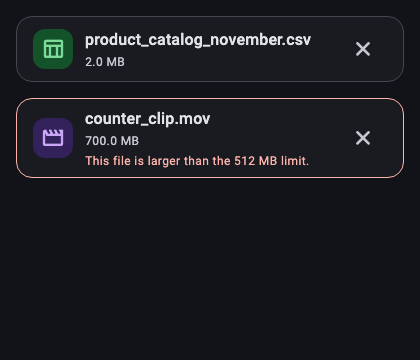 product_catalog_november.csv
2.0 MB
counter_clip.mov
700.0 MB
This file is larger than the 512 MB limit.